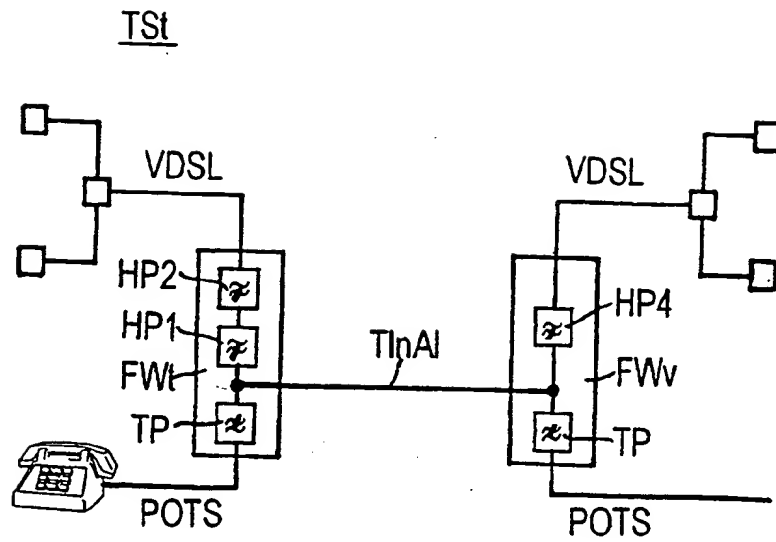 TSt
VDSL
VDSL
HP2
HP1
HP4
TlnAl
FWt
FWv
TP
TP
POTS
POTS